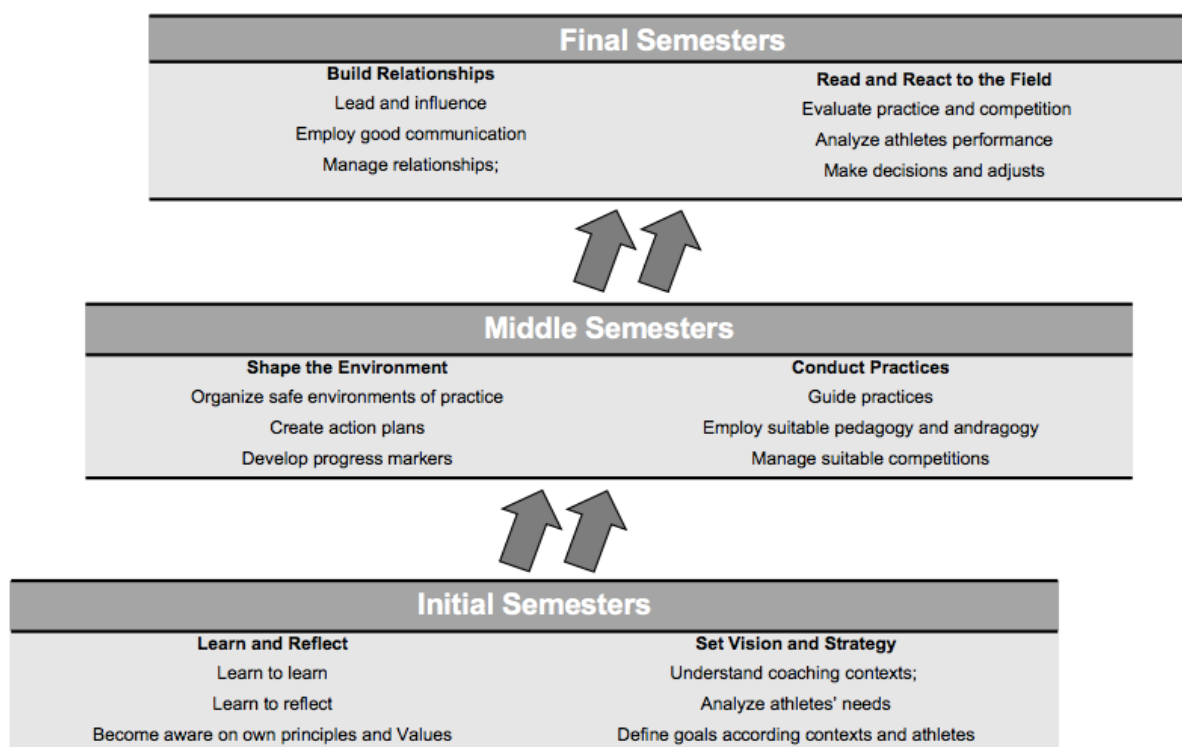 Final Semesters
Build Relationships
Lead and influence
Employ good communication
Manage relationships;
Read and React to the Field
Evaluate practice and competition
Analyze athletes performance
Make decisions and adjusts
Middle Semesters
Shape the Environment
Organize safe environments of practice
Create action plans
Develop progress markers
Conduct Practices
Guide practices
Employ suitable pedagogy and andragogy
Manage suitable competitions
Initial Semesters
Learn and Reflect
Learn to learn
Learn to reflect
Become aware on own principles and Values
Set Vision and Strategy
Understand coaching contexts;
Analyze athletes' needs
Define goals according contexts and athletes